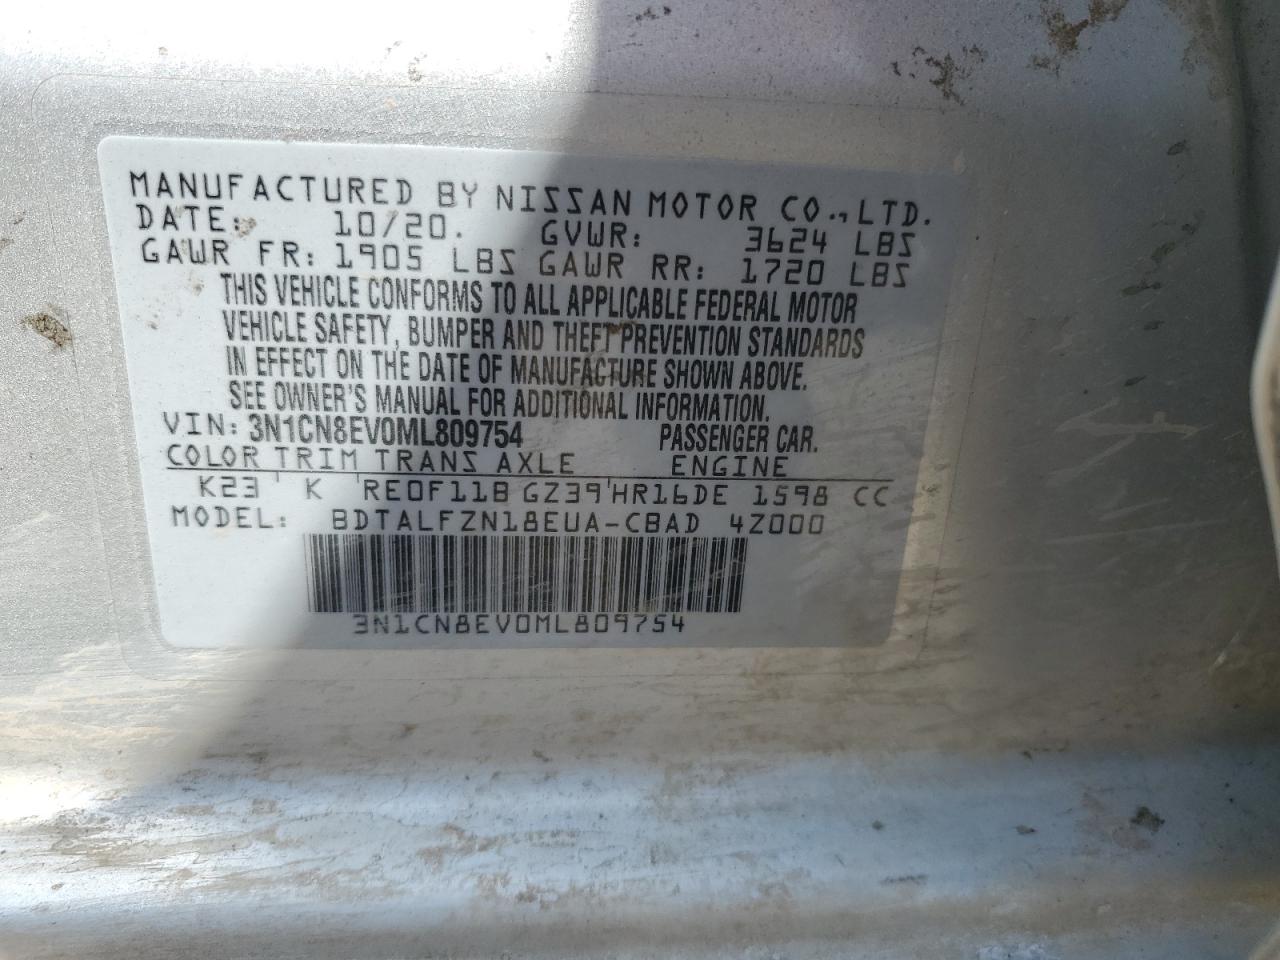 MANUFACTURED BY NISSAN MOTOR CO., LTD.
DATE: 10/20. GVWR: 3624 LBS
GAWR FR: 1905 LBS GAWR RR: 1720 LBS
THIS VEHICLE CONFORMS TO ALL APPLICABLE FEDERAL MOTOR
VEHICLE SAFETY, BUMPER AND THEFT PREVENTION STANDARDS
IN EFFECT ON THE DATE OF MANUFACTURE SHOWN ABOVE.
SEE OWNER'S MANUAL FOR ADDITIONAL INFORMATION.
VIN: 3N1CN8EV0ML809754 PASSENGER CAR.
COLOR TRIM TRANS AXLE ENGINE
K23 ' K ' RE0F11B GZ39 ' HR16DE 1598 CC
MODEL: BDTALFZN18EUA-CBAD 4Z000
3N1CN8EV0ML809754